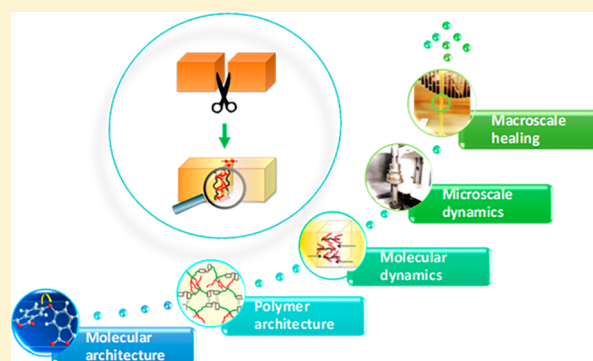 Macroscale
healing
Microscale
dynamics
Molecular
dynamics
Polymer
architecture
Molecular
architecture